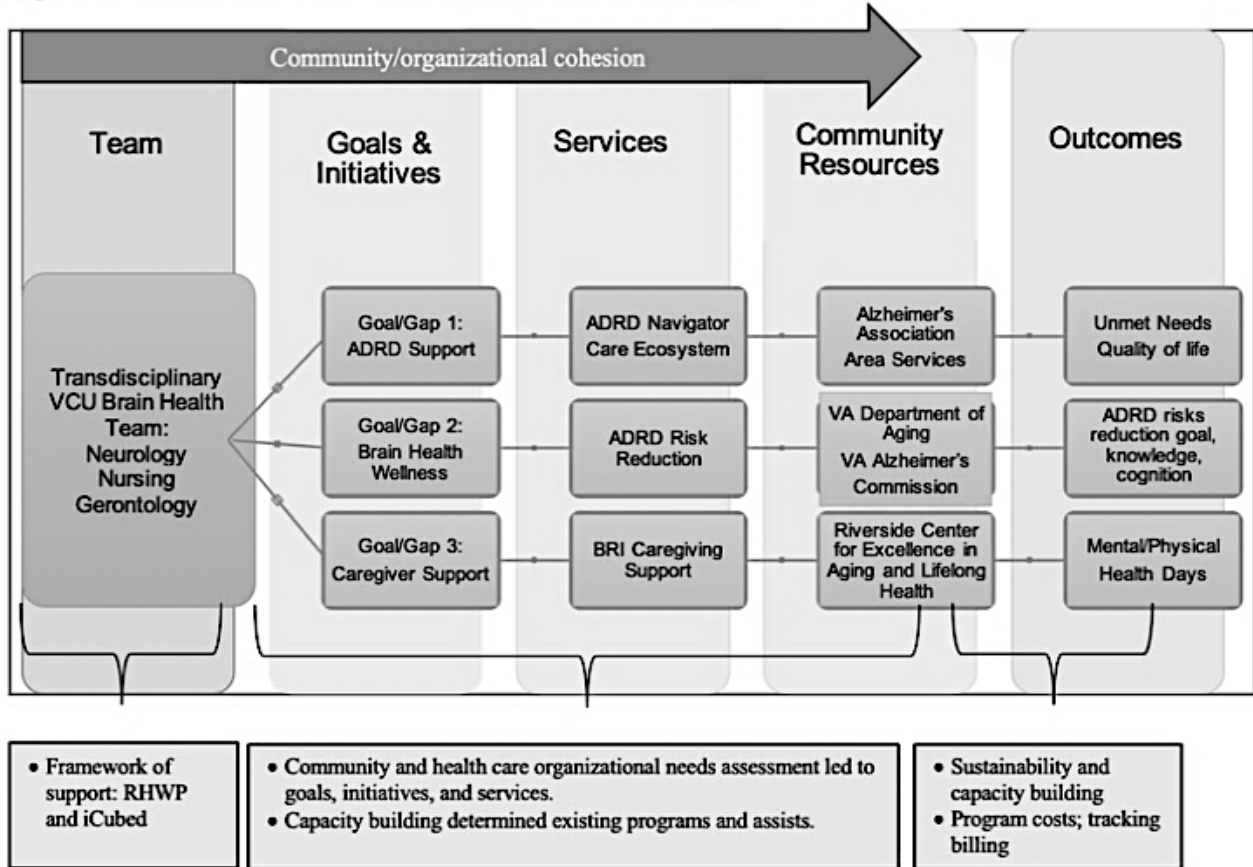 Community/organizational cohesion
Team
Goals &
Initiatives
Services
Community
Resources
Outcomes
Transdisciplinary
VCU Brain Health
Team:
Neurology
Nursing
Gerontology
Goal/Gap 1:
ADRD Support
ADRD Navigator
Care Ecosystem
Alzheimer's
Association
Area Services
Unmet Needs
Quality of life
Goal/Gap 2:
Brain Health
Wellness
ADRD Risk
Reduction
VA Department of
Aging
VA Alzheimer's
Commission
ADRD risks
reduction goal,
knowledge,
cognition
Goal/Gap 3:
Caregiver Support
BRI Caregiving
Support
Riverside Center
for Excellence in
Aging and Lifelong
Health
Mental/Physical
Health Days
• Framework of
support: RHWP
and iCubed
• Community and health care organizational needs assessment led to
goals, initiatives, and services.
• Capacity building determined existing programs and assists.
• Sustainability and
capacity building
• Program costs; tracking
billing